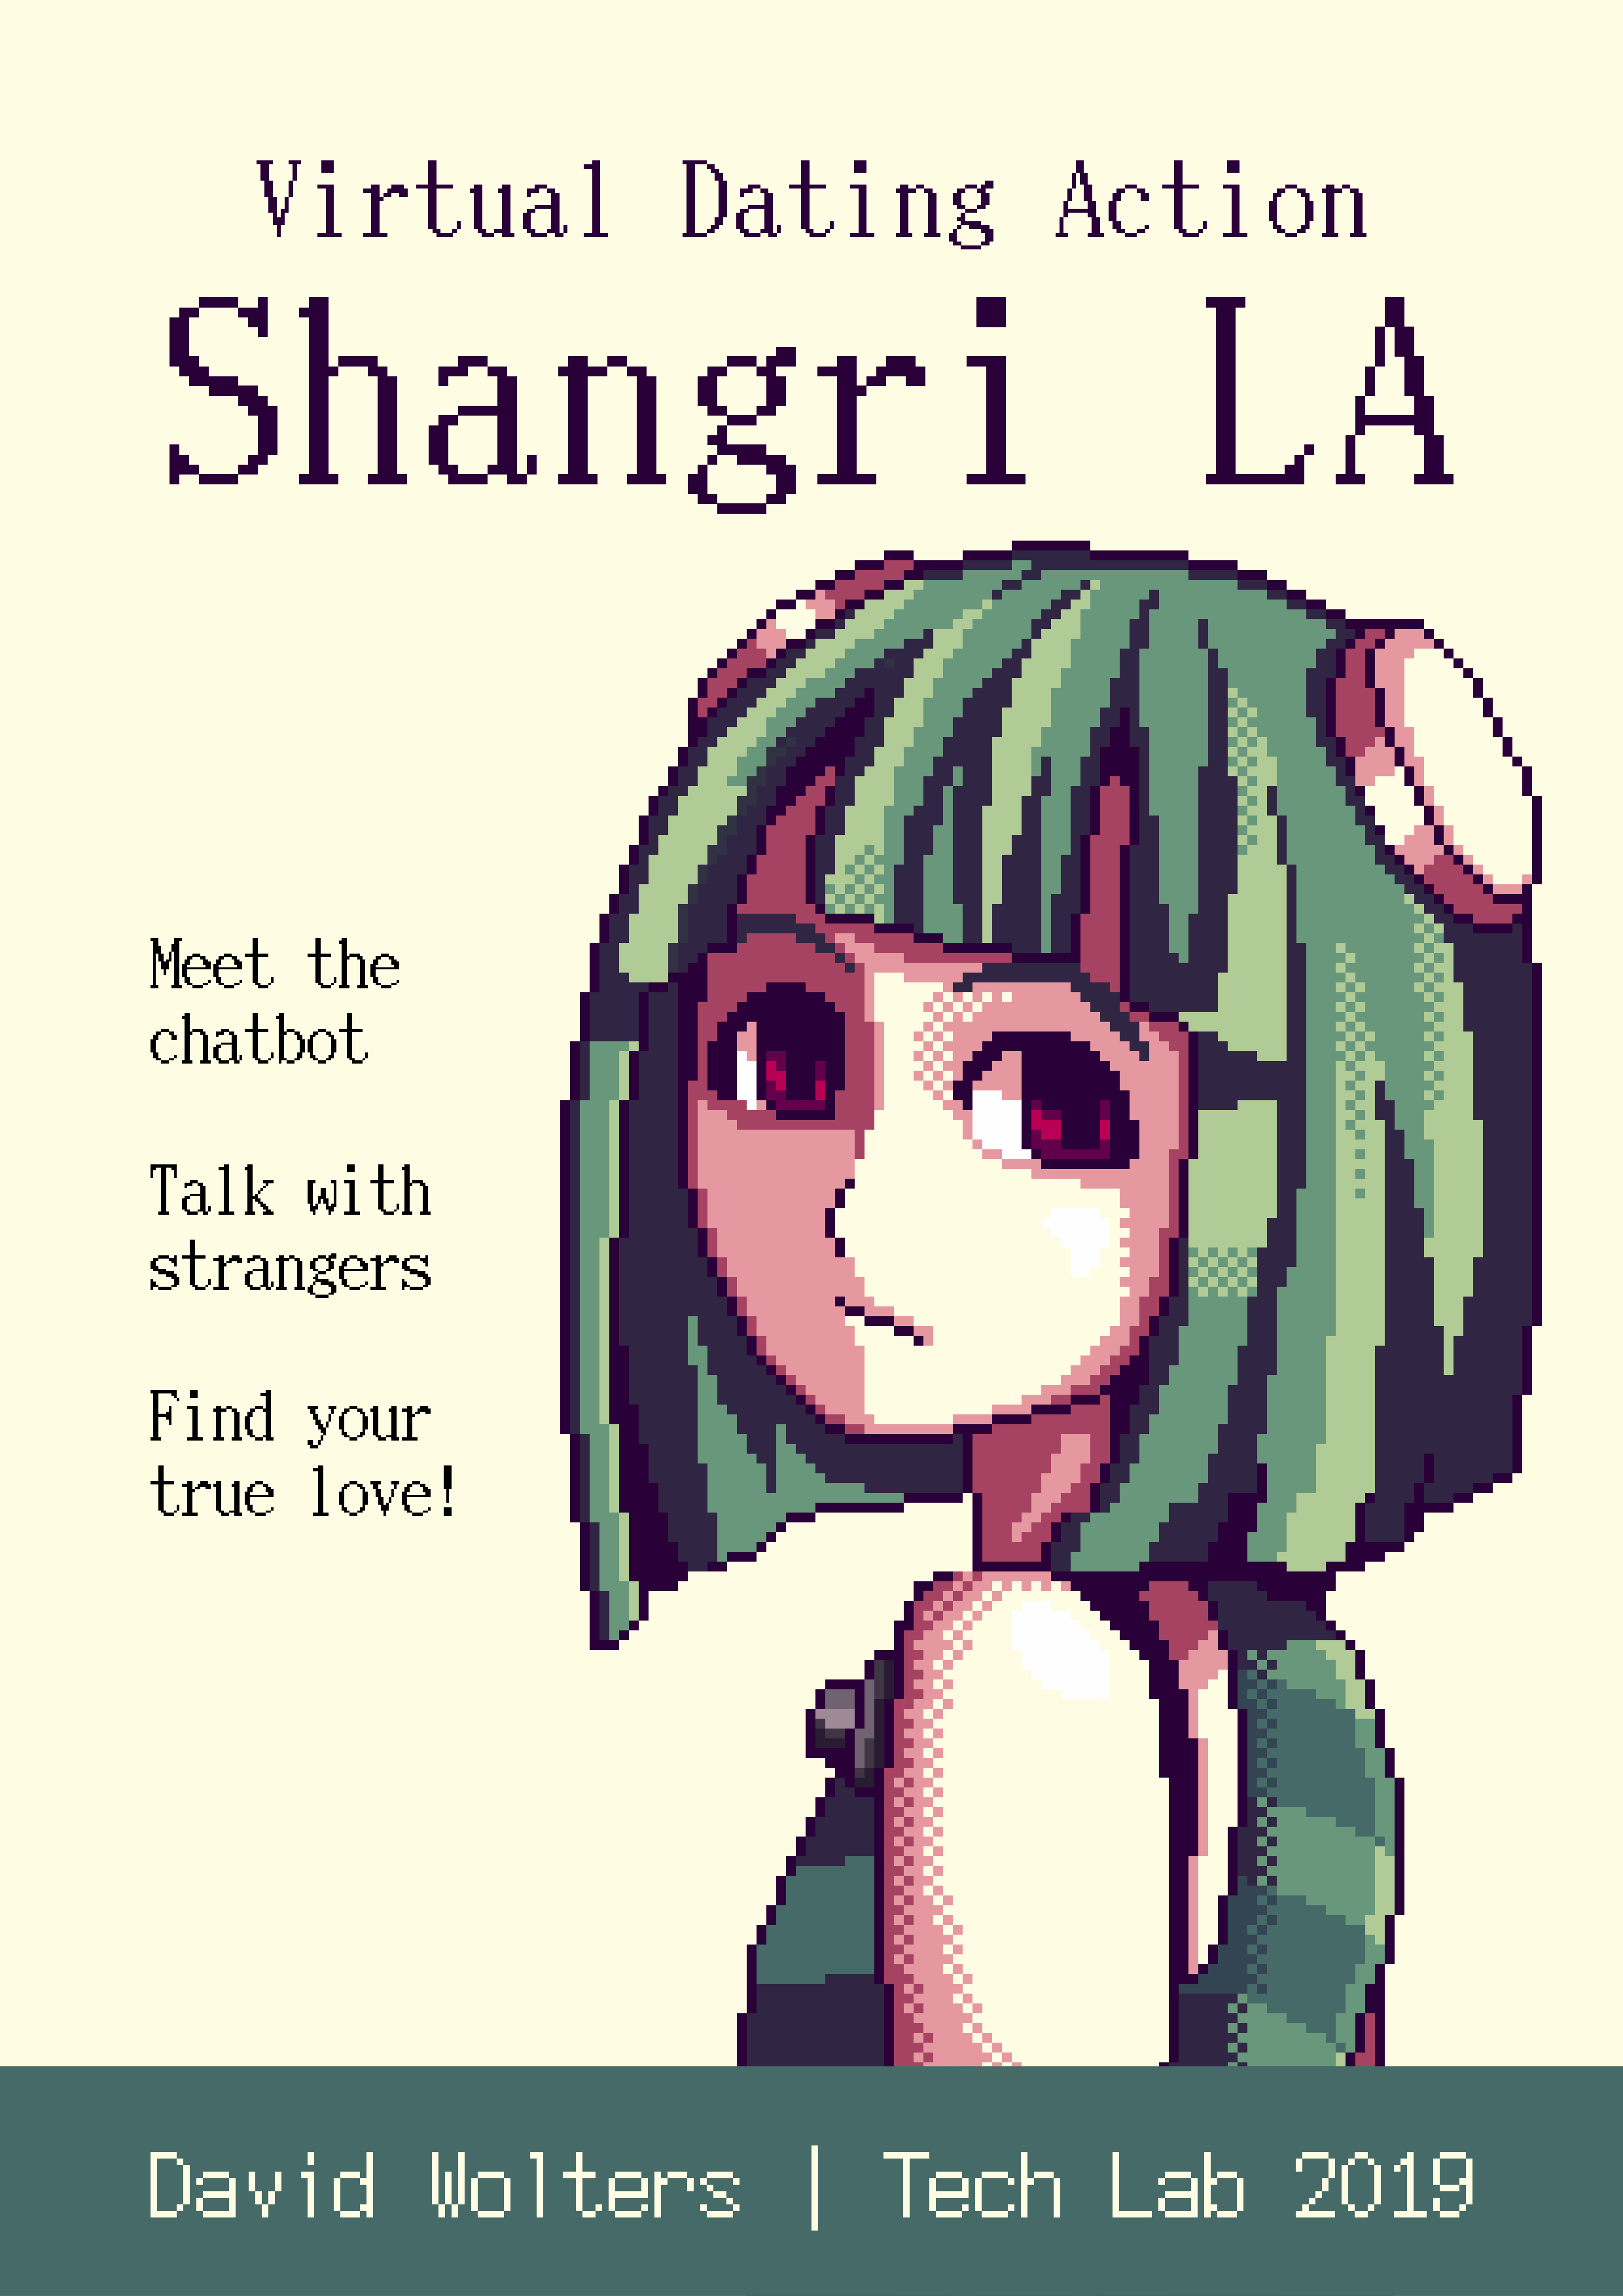 Virtual Dating Action
Shangri LA
Meet the
chatbot
Talk with
strangers
Find your
true love!
David Wolters | Tech Lab 2019